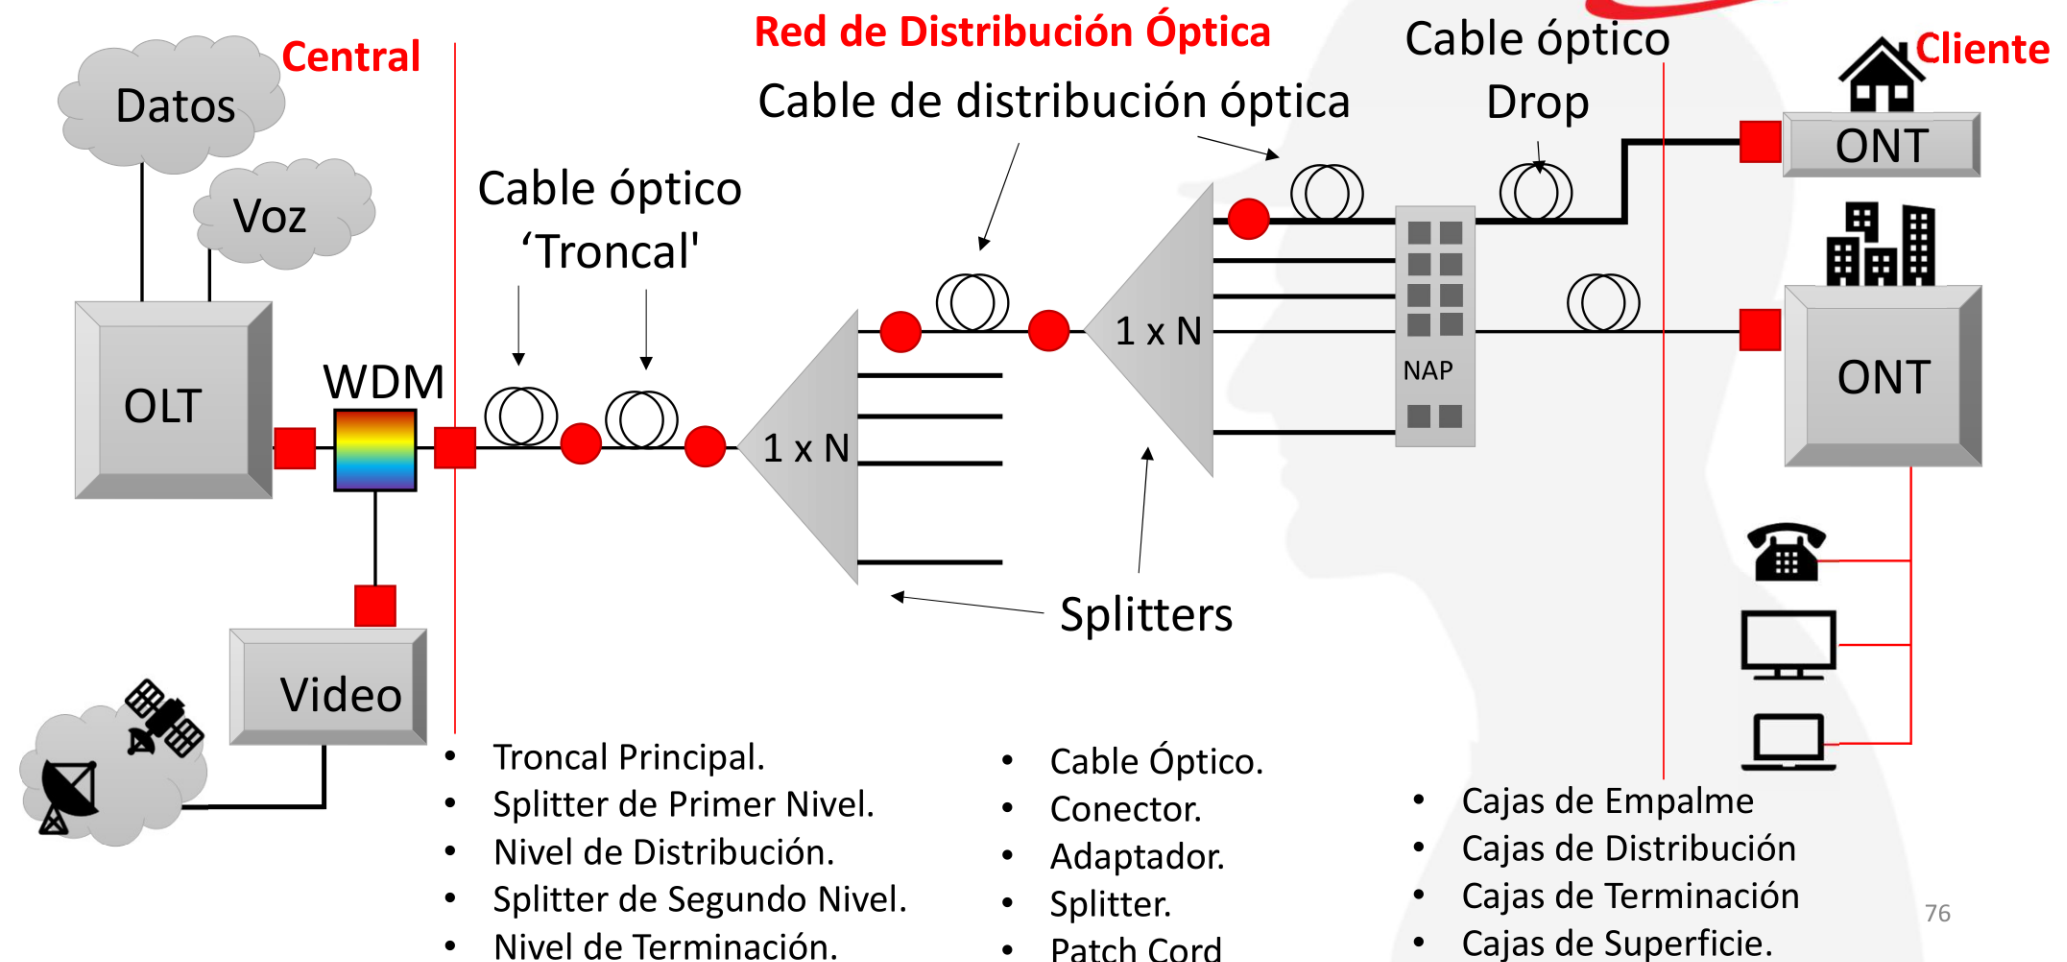 Central
Red de Distribución Óptica
Cable óptico
Drop
Cliente
Datos
Voz
Cable de distribución óptica
Cable óptico
‘Troncal'
ONT
OLT
WDM
1 x N
1 x N
NAP
ONT
Splitters
Video
• Troncal Principal.
• Splitter de Primer Nivel.
• Nivel de Distribución.
• Splitter de Segundo Nivel.
• Nivel de Terminación.
• Cable Óptico.
• Conector.
• Adaptador.
• Splitter.
• Patch Cord
• Cajas de Empalme
• Cajas de Distribución
• Cajas de Terminación
• Cajas de Superficie.
76